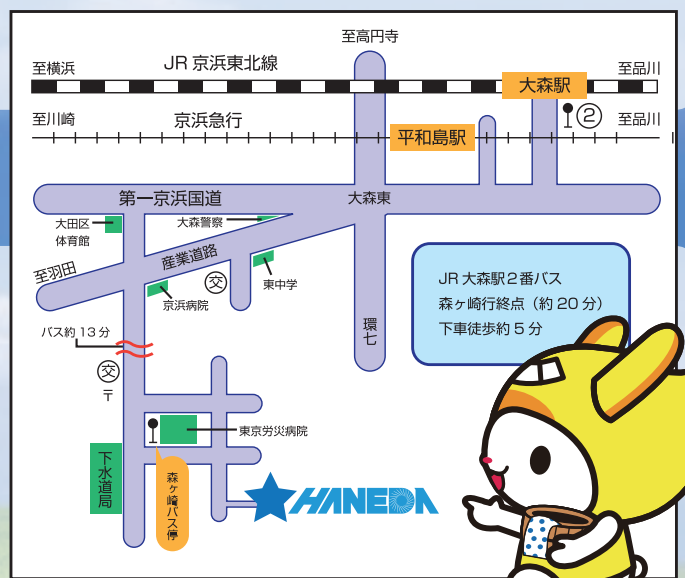 至高円寺
至横浜
JR 京浜東北線
大森駅
至品川
②
至川崎
京浜急行
平和島駅
至品川
第一京浜国道
大森東
大田区
体育館
大森警察
産業道路
至羽田
交
東中学
京浜病院
環七
JR 大森駅2番バス
森ヶ崎行終点(約20分)
下車徒歩約5分
バス約13分
交
〒
東京労災病院
下水道局
森ヶ崎バス停
HANEDA